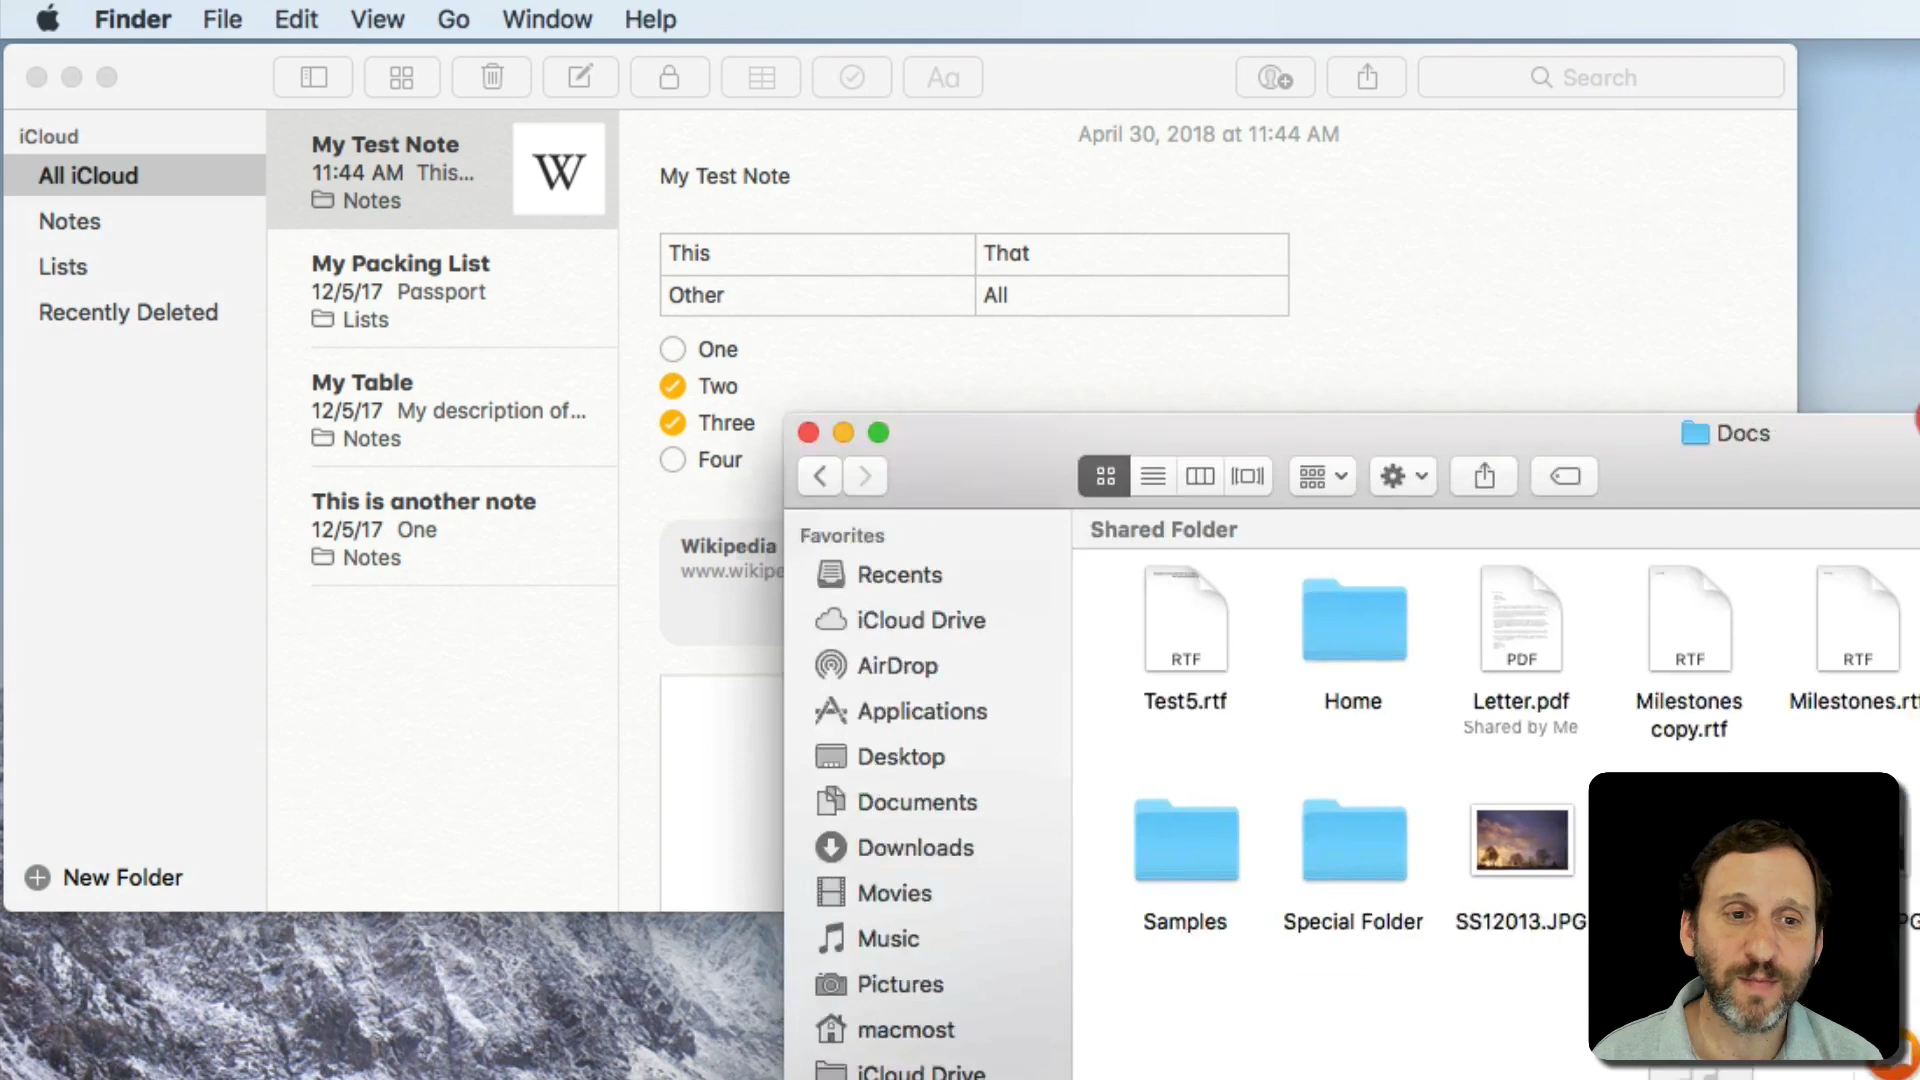 Finder File Edit View Go Window Help
Aa
Search
iCloud
All iCloud
Notes
Lists
Recently Deleted
New Folder
My Test Note
11:44 AM This...
Notes
W
My Packing List
12/5/17 Passport
Lists
My Table
12/5/17 My description of...
Notes
This is another note
12/5/17 One
Notes
April 30, 2018 at 11:44 AM
My Test Note
This That
Other All
One
Two
Three
Four
Wikipedia
www.wikipe
Docs
Favorites
Recents
iCloud Drive
AirDrop
Applications
Desktop
Documents
Downloads
Movies
Music
Pictures
macmost
iCloud Drive
Shared Folder
RTF
Test5.rtf
Home
PDF
Letter.pdf
Shared by Me
RTF
Milestones
copy.rtf
RTF
Milestones.rtf
Samples
Special Folder
SS12013.JPG